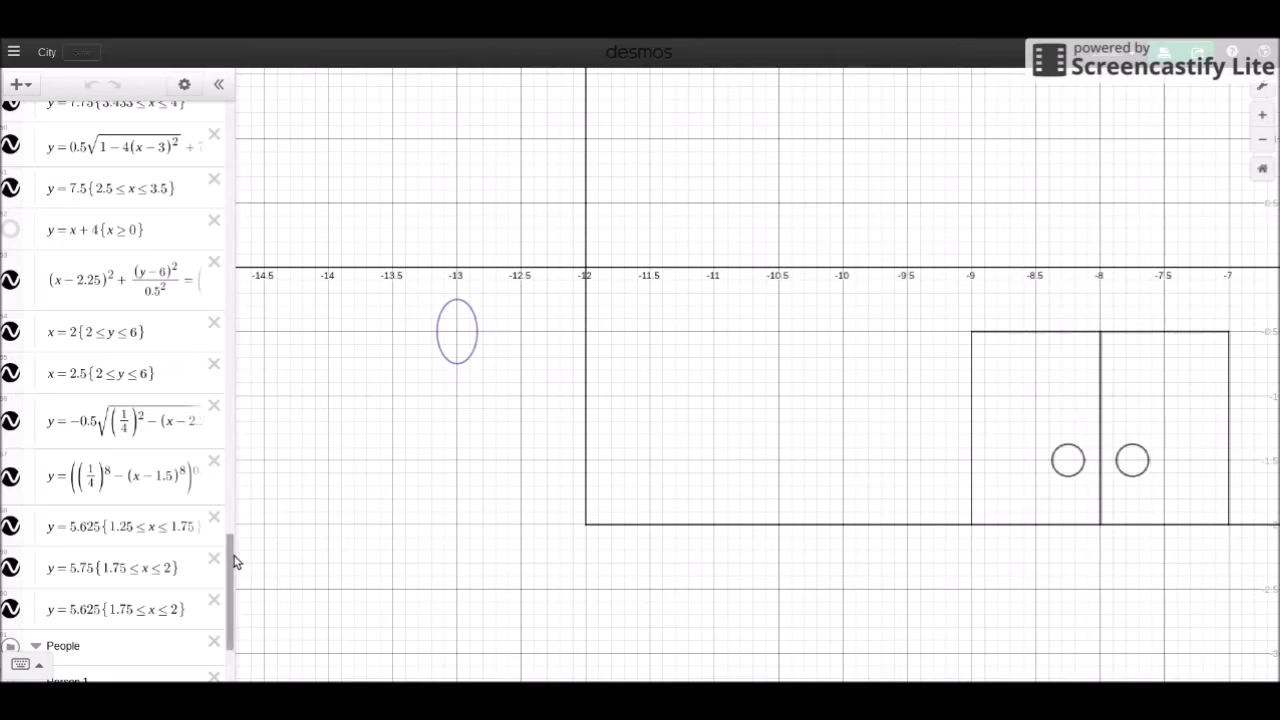 City
desmos
powered by
Screencastify Lite
y = 7.75{3.433 ≤ x ≤ 4}
y = 0.5√1 − 4(x − 3)² +
y = 7.5{2.5 ≤ x ≤ 3.5}
y = x + 4{x ≥ 0}
(x − 2.25)² + (y − 6)²/0.5² = (
x = 2{2 ≤ y ≤ 6}
x = 2.5{2 ≤ y ≤ 6}
y = −0.5√(1/4)² − (x − 2.
y = ((1/4)⁸ − (x − 1.5)⁸)
y = 5.625{1.25 ≤ x ≤ 1.75}
y = 5.75{1.75 ≤ x ≤ 2}
y = 5.625{1.75 ≤ x ≤ 2}
People
-14.5 -14 -13.5 -13 -12.5 -12 -11.5 -11 -10.5 -10 -9.5 -9 -8.5 -8 -7.5 -7